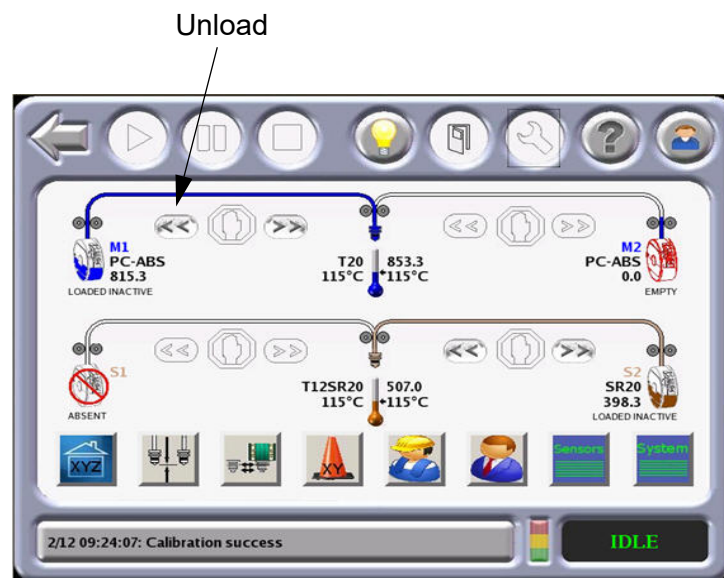 Unload
<< >>
<< >>
M1
PC-ABS
815.3
LOADED INACTIVE
T20 853.3
115°C 115°C
M2
PC-ABS
0.0
EMPTY
<< >>
<< >>
S1
ABSENT
T12SR20 507.0
115°C 115°C
S2
SR20
398.3
LOADED INACTIVE
XYZ
XY
Sensors
System
2/12 09:24:07: Calibration success
IDLE